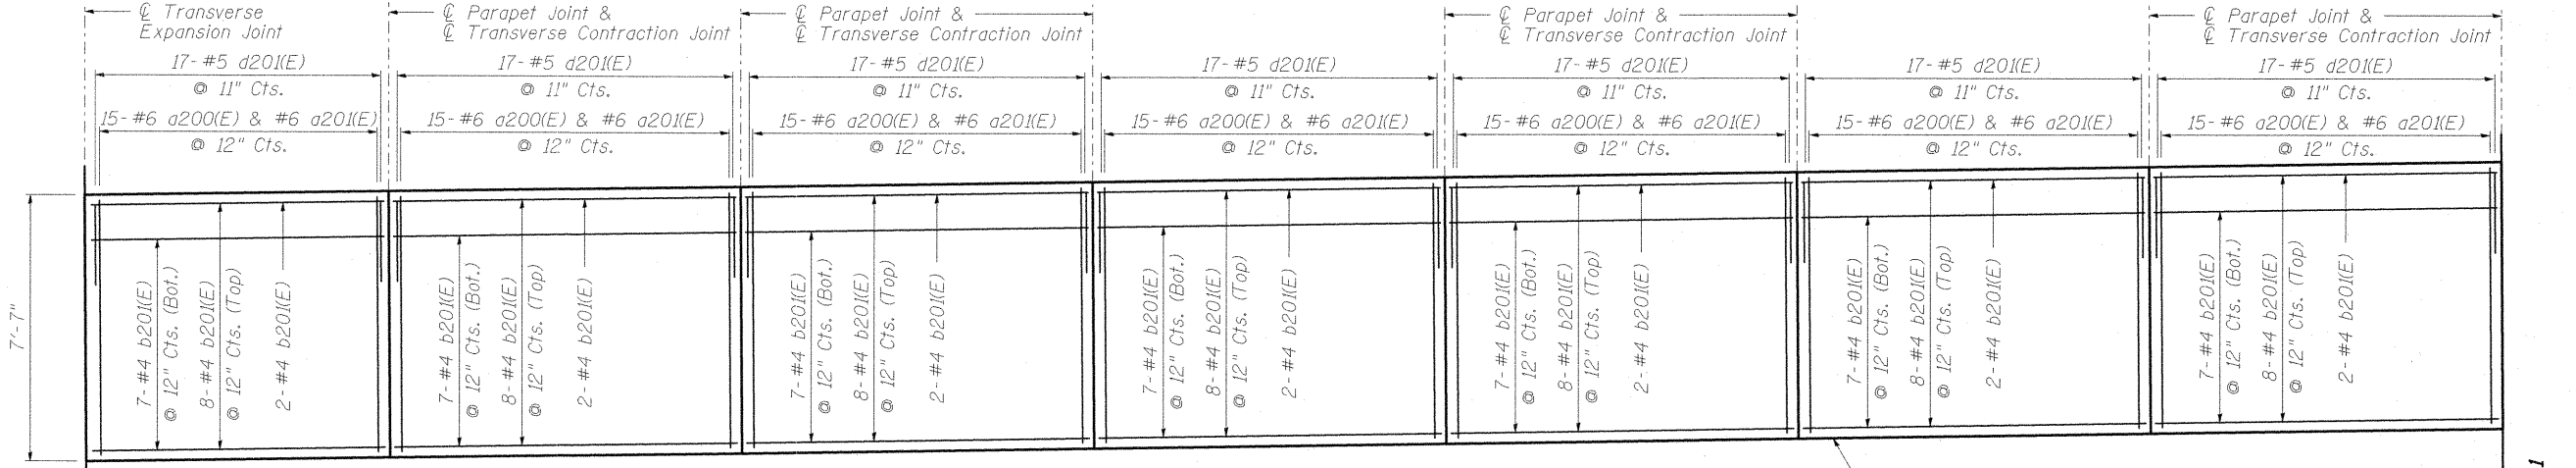 ℄ Transverse
Expansion Joint
℄ Parapet Joint &
℄ Transverse Contraction Joint
℄ Parapet Joint &
℄ Transverse Contraction Joint
℄ Parapet Joint &
℄ Transverse Contraction Joint
℄ Parapet Joint &
℄ Transverse Contraction Joint
17-#5 d201(E)
@ 11" Cts.
15-#6 a200(E) & #6 a201(E)
@ 12" Cts.
17-#5 d201(E)
@ 11" Cts.
15-#6 a200(E) & #6 a201(E)
@ 12" Cts.
17-#5 d201(E)
@ 11" Cts.
15-#6 a200(E) & #6 a201(E)
@ 12" Cts.
17-#5 d201(E)
@ 11" Cts.
15-#6 a200(E) & #6 a201(E)
@ 12" Cts.
17-#5 d201(E)
@ 11" Cts.
15-#6 a200(E) & #6 a201(E)
@ 12" Cts.
17-#5 d201(E)
@ 11" Cts.
15-#6 a200(E) & #6 a201(E)
@ 12" Cts.
17-#5 d201(E)
@ 11" Cts.
15-#6 a200(E) & #6 a201(E)
@ 12" Cts.
7'-7"
7-#4 b201(E)
@ 12" Cts. (Bot.)
8-#4 b201(E)
@ 12" Cts. (Top)
2-#4 b201(E)
7-#4 b201(E)
@ 12" Cts. (Bot.)
8-#4 b201(E)
@ 12" Cts. (Top)
2-#4 b201(E)
7-#4 b201(E)
@ 12" Cts. (Bot.)
8-#4 b201(E)
@ 12" Cts. (Top)
2-#4 b201(E)
7-#4 b201(E)
@ 12" Cts. (Bot.)
8-#4 b201(E)
@ 12" Cts. (Top)
2-#4 b201(E)
7-#4 b201(E)
@ 12" Cts. (Bot.)
8-#4 b201(E)
@ 12" Cts. (Top)
2-#4 b201(E)
7-#4 b201(E)
@ 12" Cts. (Bot.)
8-#4 b201(E)
@ 12" Cts. (Top)
2-#4 b201(E)
7-#4 b201(E)
@ 12" Cts. (Bot.)
8-#4 b201(E)
@ 12" Cts. (Top)
2-#4 b201(E)
1